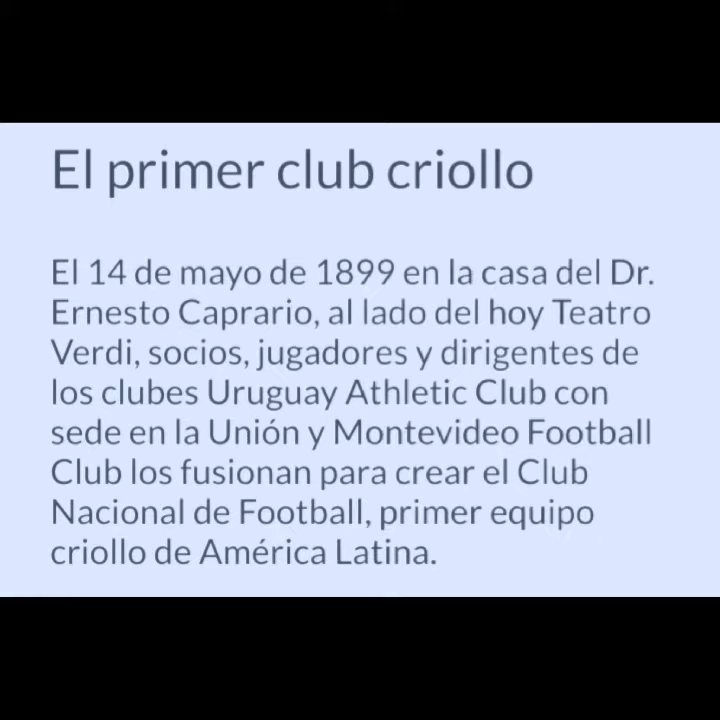 El primer club criollo
El 14 de mayo de 1899 en la casa del Dr.
Ernesto Caprario, al lado del hoy Teatro
Verdi, socios, jugadores y dirigentes de
los clubes Uruguay Athletic Club con
sede en la Unión y Montevideo Football
Club los fusionan para crear el Club
Nacional de Football, primer equipo
criollo de América Latina.